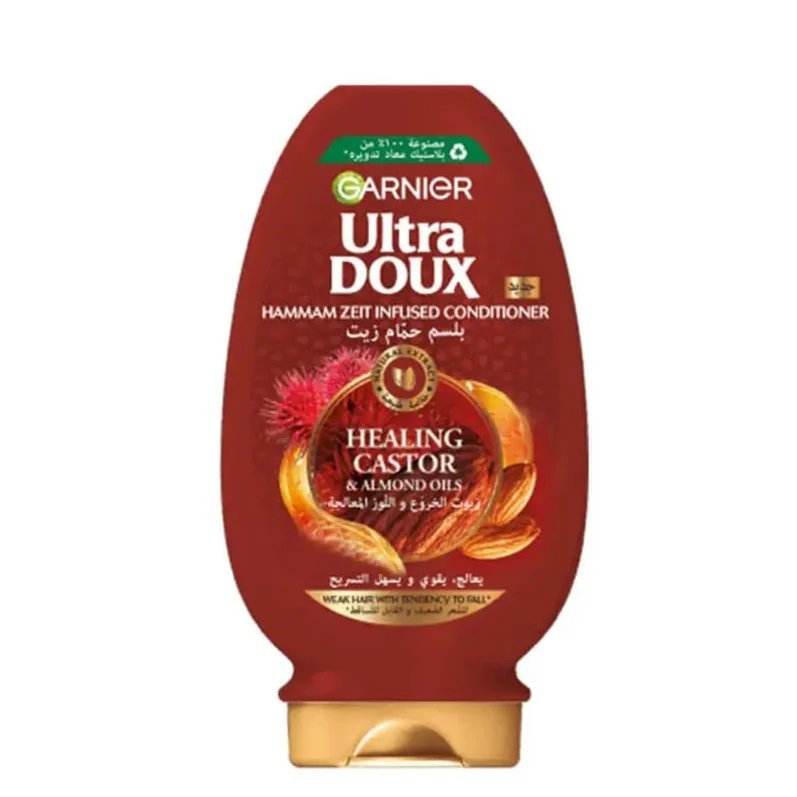 مصنوعة ١٠٠٪ من
بلاستيك معاد تدويره*
GARNIER
Ultra
DOUX
جديد
HAMMAM ZEIT INFUSED CONDITIONER
بلسم حمّام زيت
NATURAL EXTRACT
HEALING
CASTOR
& ALMOND OILS
زيوت الخروع و اللوز المعالجة
يعالج، يقوي و يسهل التسريح
WEAK HAIR WITH TENDENCY TO FALL*
للشعر الضعيف و القابل للتساقط*